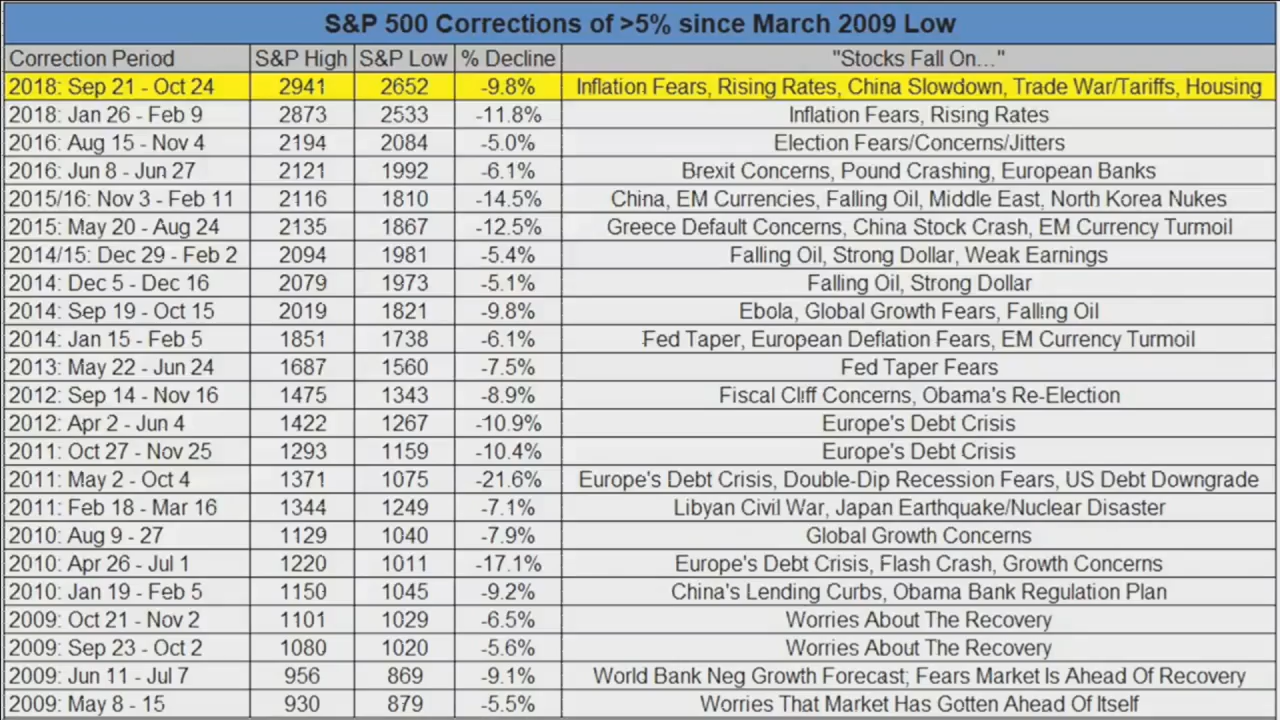 S&P 500 Corrections of >5% since March 2009 Low
Correction Period S&P High S&P Low % Decline "Stocks Fall On..."
2018: Sep 21 - Oct 24 2941 2652 -9.8% Inflation Fears, Rising Rates, China Slowdown, Trade War/Tariffs, Housing
2018: Jan 26 - Feb 9 2873 2533 -11.8% Inflation Fears, Rising Rates
2016: Aug 15 - Nov 4 2194 2084 -5.0% Election Fears/Concerns/Jitters
2016: Jun 8 - Jun 27 2121 1992 -6.1% Brexit Concerns, Pound Crashing, European Banks
2015/16: Nov 3 - Feb 11 2116 1810 -14.5% China, EM Currencies, Falling Oil, Middle East, North Korea Nukes
2015: May 20 - Aug 24 2135 1867 -12.5% Greece Default Concerns, China Stock Crash, EM Currency Turmoil
2014/15: Dec 29 - Feb 2 2094 1981 -5.4% Falling Oil, Strong Dollar, Weak Earnings
2014: Dec 5 - Dec 16 2079 1973 -5.1% Falling Oil, Strong Dollar
2014: Sep 19 - Oct 15 2019 1821 -9.8% Ebola, Global Growth Fears, Falling Oil
2014: Jan 15 - Feb 5 1851 1738 -6.1% Fed Taper, European Deflation Fears, EM Currency Turmoil
2013: May 22 - Jun 24 1687 1560 -7.5% Fed Taper Fears
2012: Sep 14 - Nov 16 1475 1343 -8.9% Fiscal Cliff Concerns, Obama's Re-Election
2012: Apr 2 - Jun 4 1422 1267 -10.9% Europe's Debt Crisis
2011: Oct 27 - Nov 25 1293 1159 -10.4% Europe's Debt Crisis
2011: May 2 - Oct 4 1371 1075 -21.6% Europe's Debt Crisis, Double-Dip Recession Fears, US Debt Downgrade
2011: Feb 18 - Mar 16 1344 1249 -7.1% Libyan Civil War, Japan Earthquake/Nuclear Disaster
2010: Aug 9 - 27 1129 1040 -7.9% Global Growth Concerns
2010: Apr 26 - Jul 1 1220 1011 -17.1% Europe's Debt Crisis, Flash Crash, Growth Concerns
2010: Jan 19 - Feb 5 1150 1045 -9.2% China's Lending Curbs, Obama Bank Regulation Plan
2009: Oct 21 - Nov 2 1101 1029 -6.5% Worries About The Recovery
2009: Sep 23 - Oct 2 1080 1020 -5.6% Worries About The Recovery
2009: Jun 11 - Jul 7 956 869 -9.1% World Bank Neg Growth Forecast; Fears Market Is Ahead Of Recovery
2009: May 8 - 15 930 879 -5.5% Worries That Market Has Gotten Ahead Of Itself